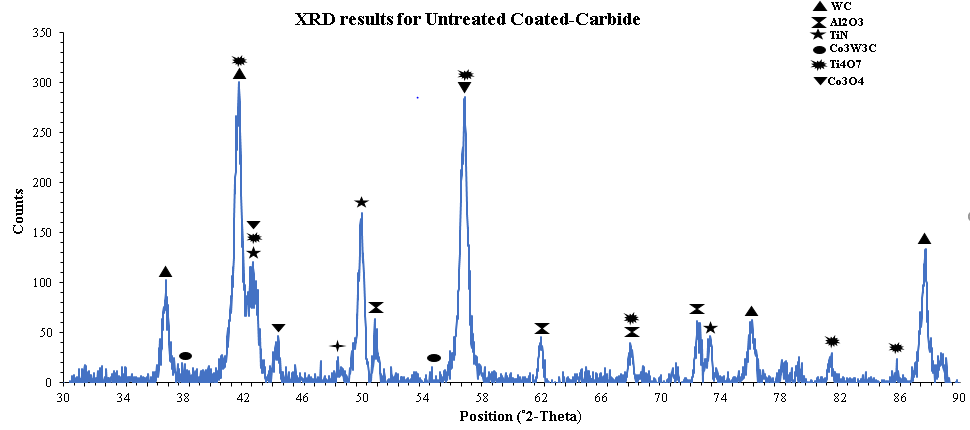 XRD results for Untreated Coated-Carbide
WC
Al2O3
TiN
Co3W3C
Ti4O7
Co3O4
350
300
250
200
150
100
50
0
Counts
30 34 38 42 46 50 54 58 62 66 70 74 78 82 86 90
Position (°2-Theta)